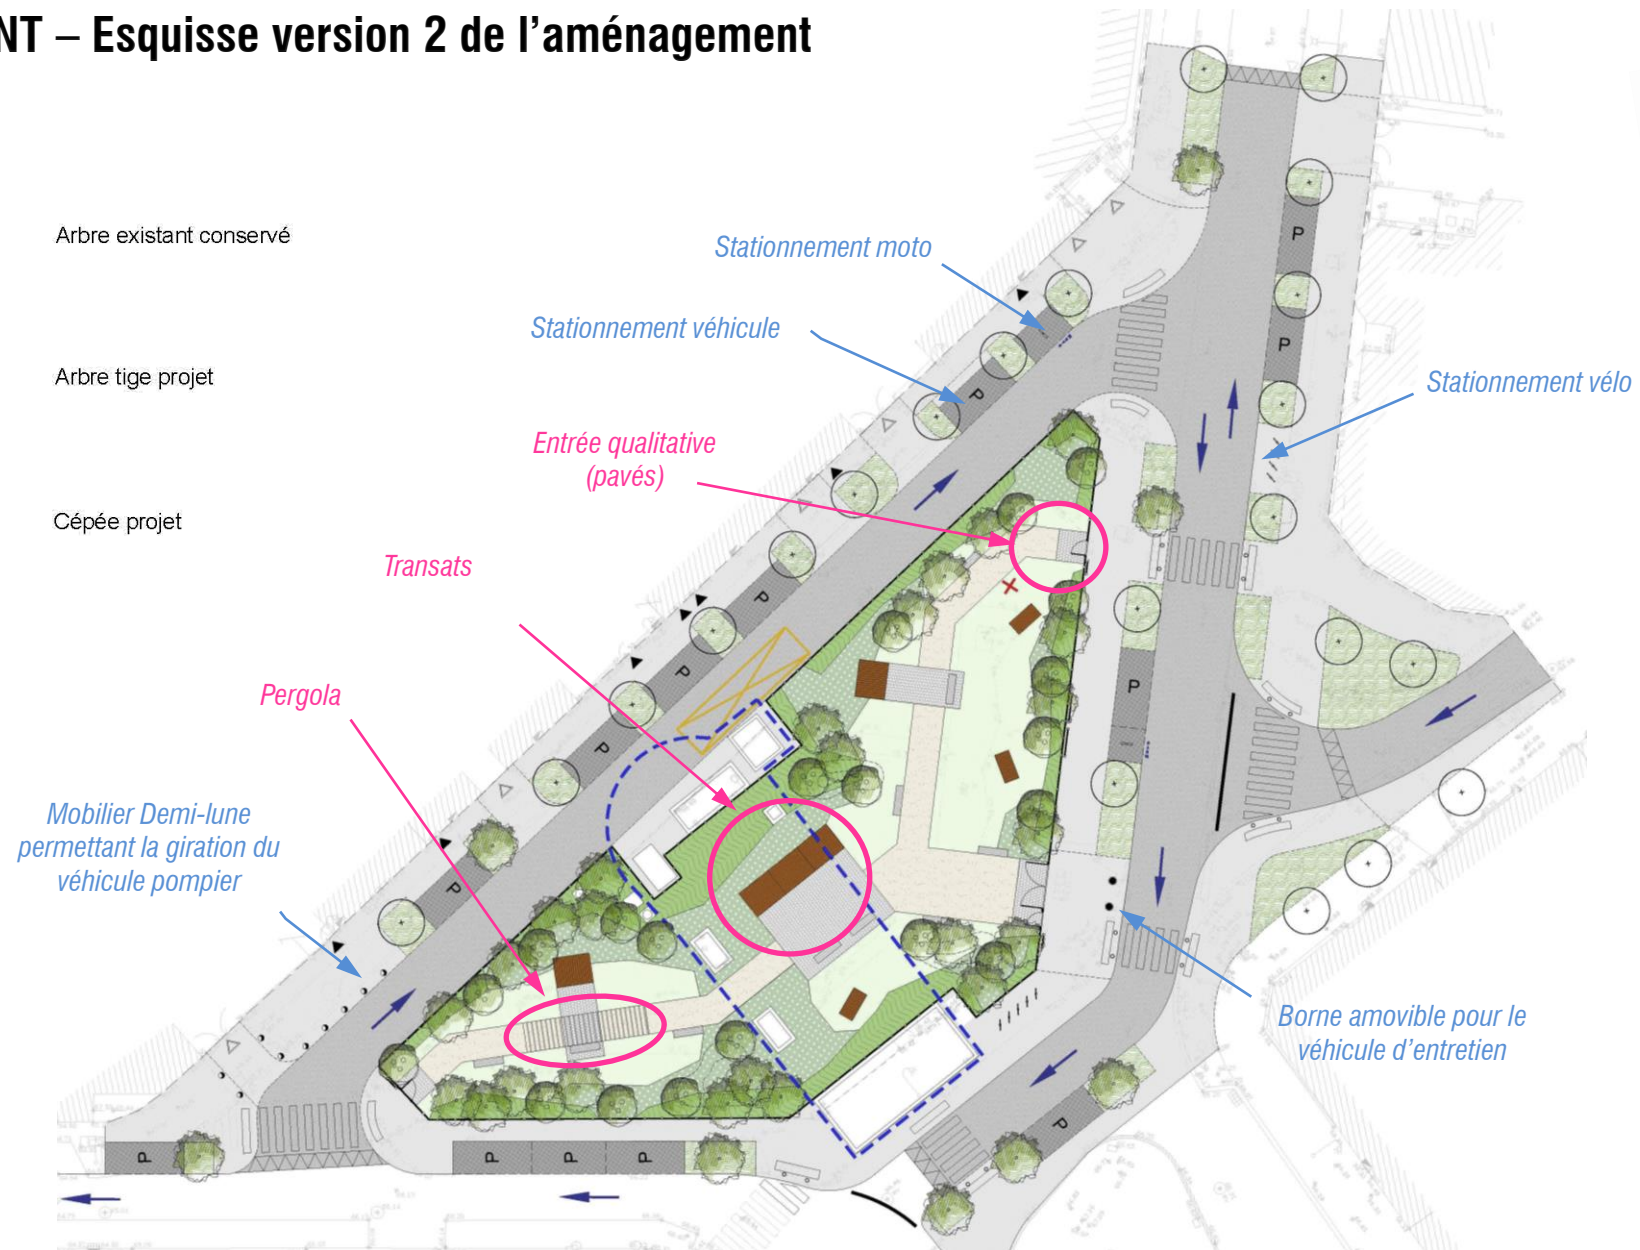 NT – Esquisse version 2 de l'aménagement
Arbre existant conservé
Arbre tige projet
Cépée projet
Stationnement moto
Stationnement véhicule
Entrée qualitative
(pavés)
Transats
Pergola
Mobilier Demi-lune
permettant la giration du
véhicule pompier
Stationnement vélo
Borne amovible pour le
véhicule d'entretien
P
P
P
P
P
P
P
P
P
P
P
P
P
P